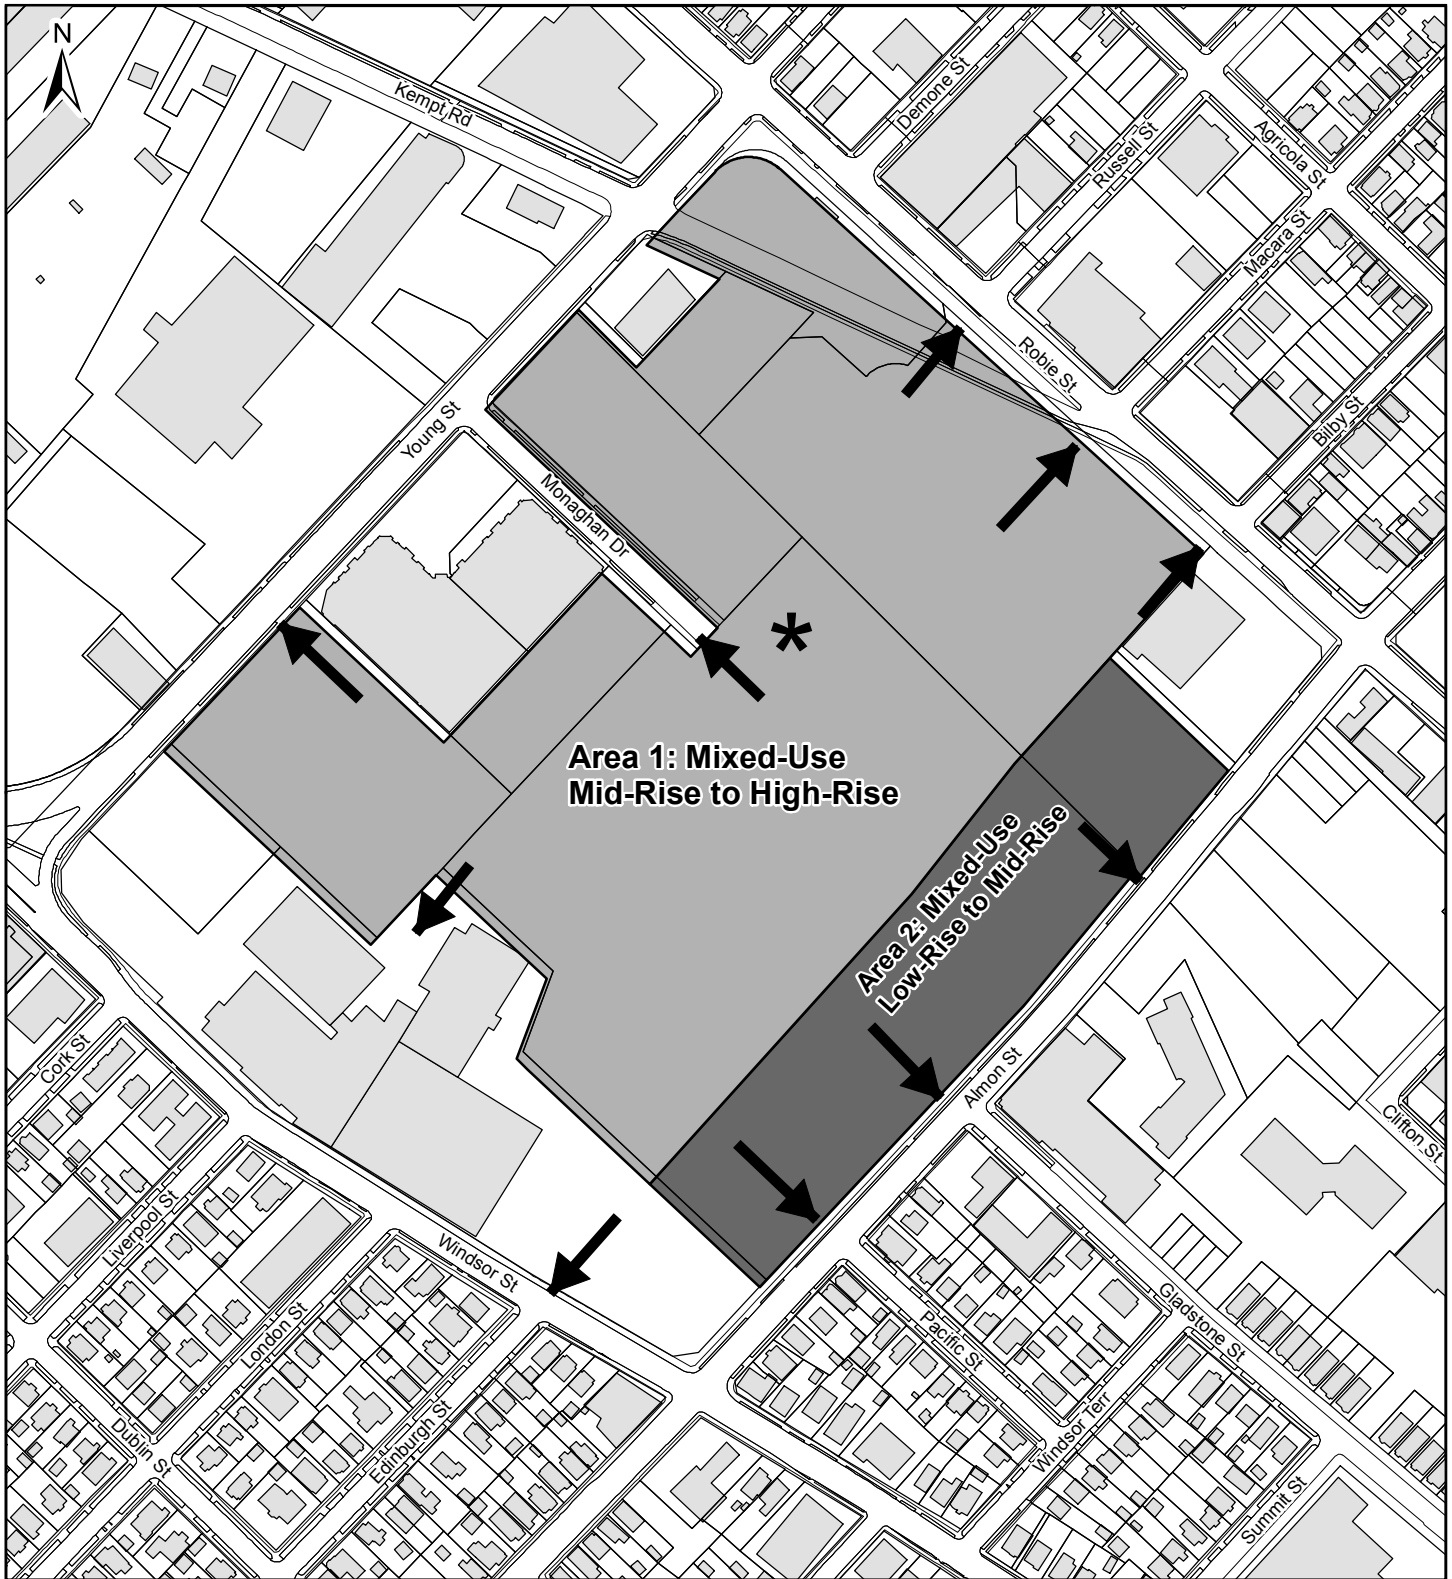 N
Kempt Rd
Demone St
Russell St
Agricola St
Macara St
Robie St
Bilby St
Young St
Monaghan Dr
*
Area 1: Mixed-Use
Mid-Rise to High-Rise
Area 2: Mixed-Use
Low-Rise to Mid-Rise
Almon St
Cork St
Clifton St
Liverpool St
Windsor St
London St
Gladstone St
Pacific St
Dublin St
Edinburgh St
Windsor Terr
Summit St